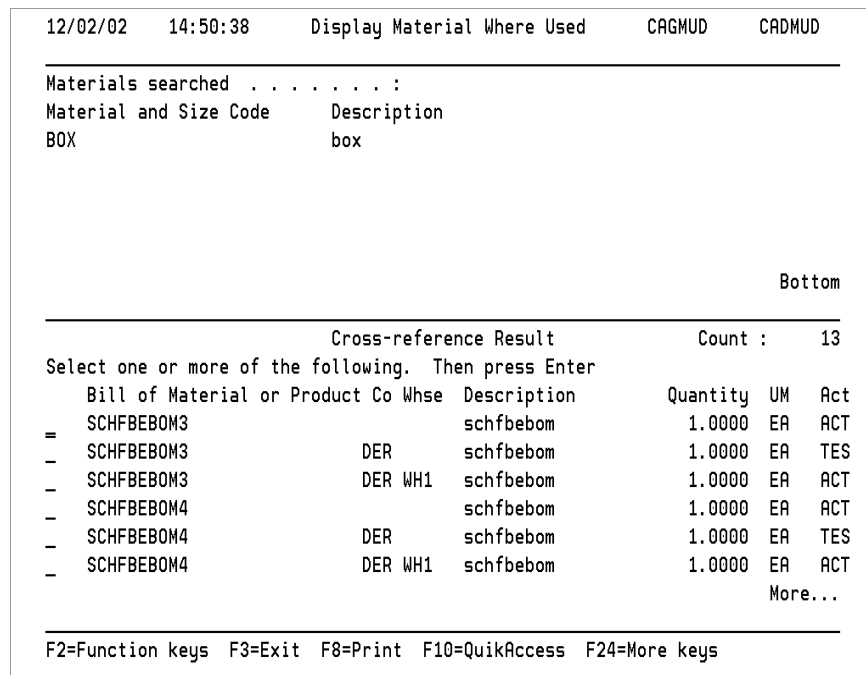 12/02/02 14:50:38 Display Material Where Used CAGMUD CADMUD
Materials searched . . . . . . . :
Material and Size Code Description
BOX box
Bottom
Cross-reference Result Count : 13
Select one or more of the following. Then press Enter
Bill of Material or Product Co Whse Description Quantity UM Act
= SCHFBEBOM3 schfbebom 1.0000 EA ACT
_ SCHFBEBOM3 DER schfbebom 1.0000 EA TES
_ SCHFBEBOM3 DER WH1 schfbebom 1.0000 EA ACT
_ SCHFBEBOM4 schfbebom 1.0000 EA ACT
_ SCHFBEBOM4 DER schfbebom 1.0000 EA TES
_ SCHFBEBOM4 DER WH1 schfbebom 1.0000 EA ACT
More...
F2=Function keys F3=Exit F8=Print F10=QuikAccess F24=More keys